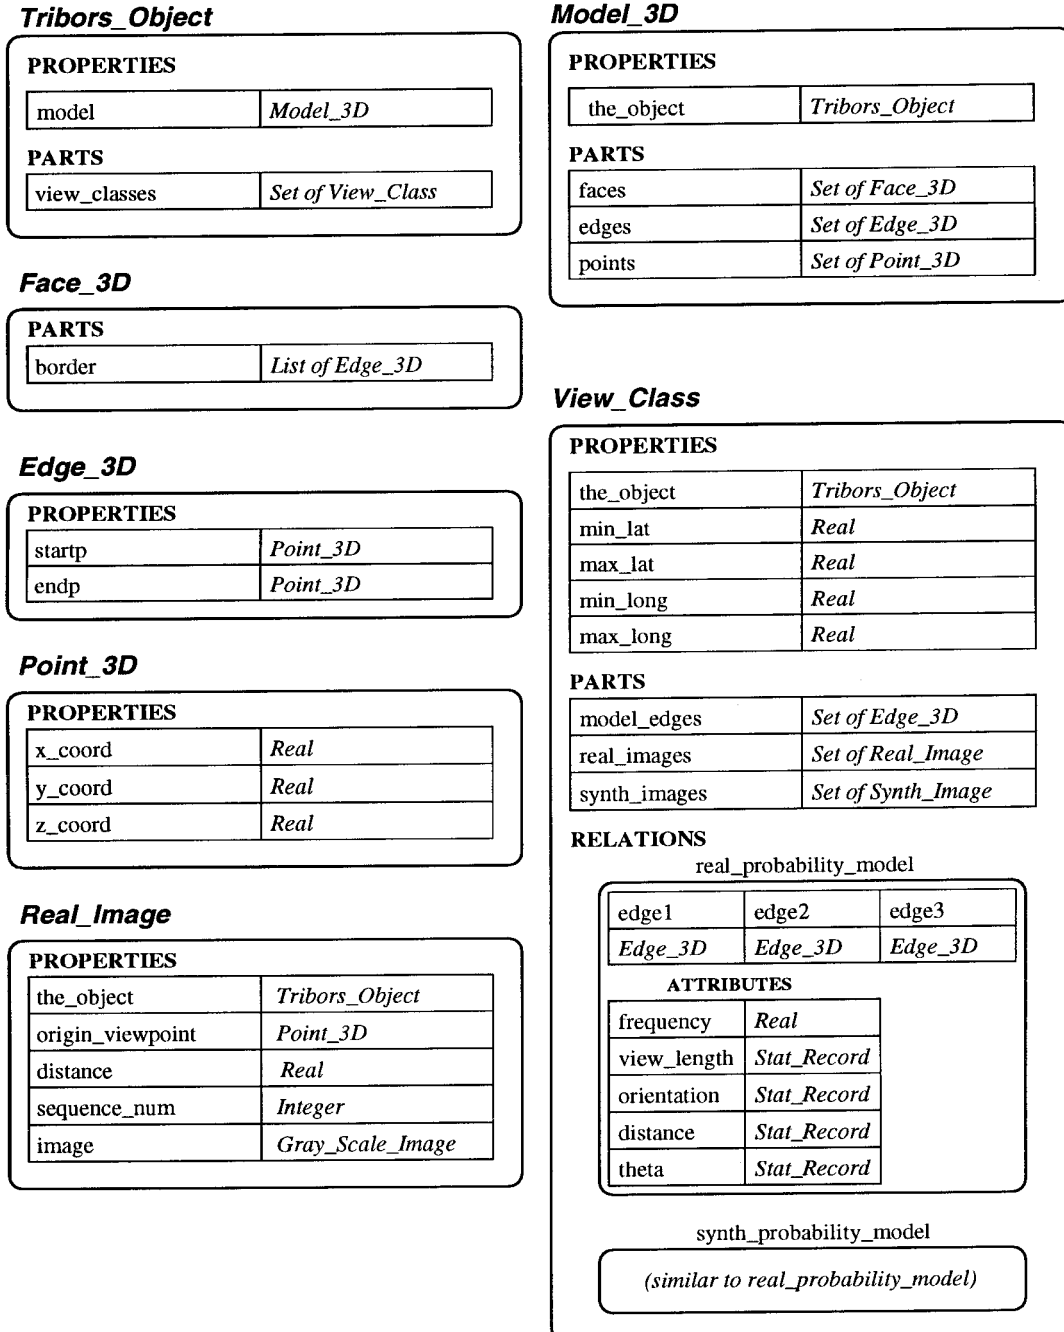 Tribors_Object
PROPERTIES
model Model_3D
PARTS
view_classes Set of View_Class
Face_3D
PARTS
border List of Edge_3D
Edge_3D
PROPERTIES
startp Point_3D
endp Point_3D
Point_3D
PROPERTIES
x_coord Real
y_coord Real
z_coord Real
Real_Image
PROPERTIES
the_object Tribors_Object
origin_viewpoint Point_3D
distance Real
sequence_num Integer
image Gray_Scale_Image
Model_3D
PROPERTIES
the_object Tribors_Object
PARTS
faces Set of Face_3D
edges Set of Edge_3D
points Set of Point_3D
View_Class
PROPERTIES
the_object Tribors_Object
min_lat Real
max_lat Real
min_long Real
max_long Real
PARTS
model_edges Set of Edge_3D
real_images Set of Real_Image
synth_images Set of Synth_Image
RELATIONS
real_probability_model
edge1 edge2 edge3
Edge_3D Edge_3D Edge_3D
ATTRIBUTES
frequency Real
view_length Stat_Record
orientation Stat_Record
distance Stat_Record
theta Stat_Record
synth_probability_model
(similar to real_probability_model)